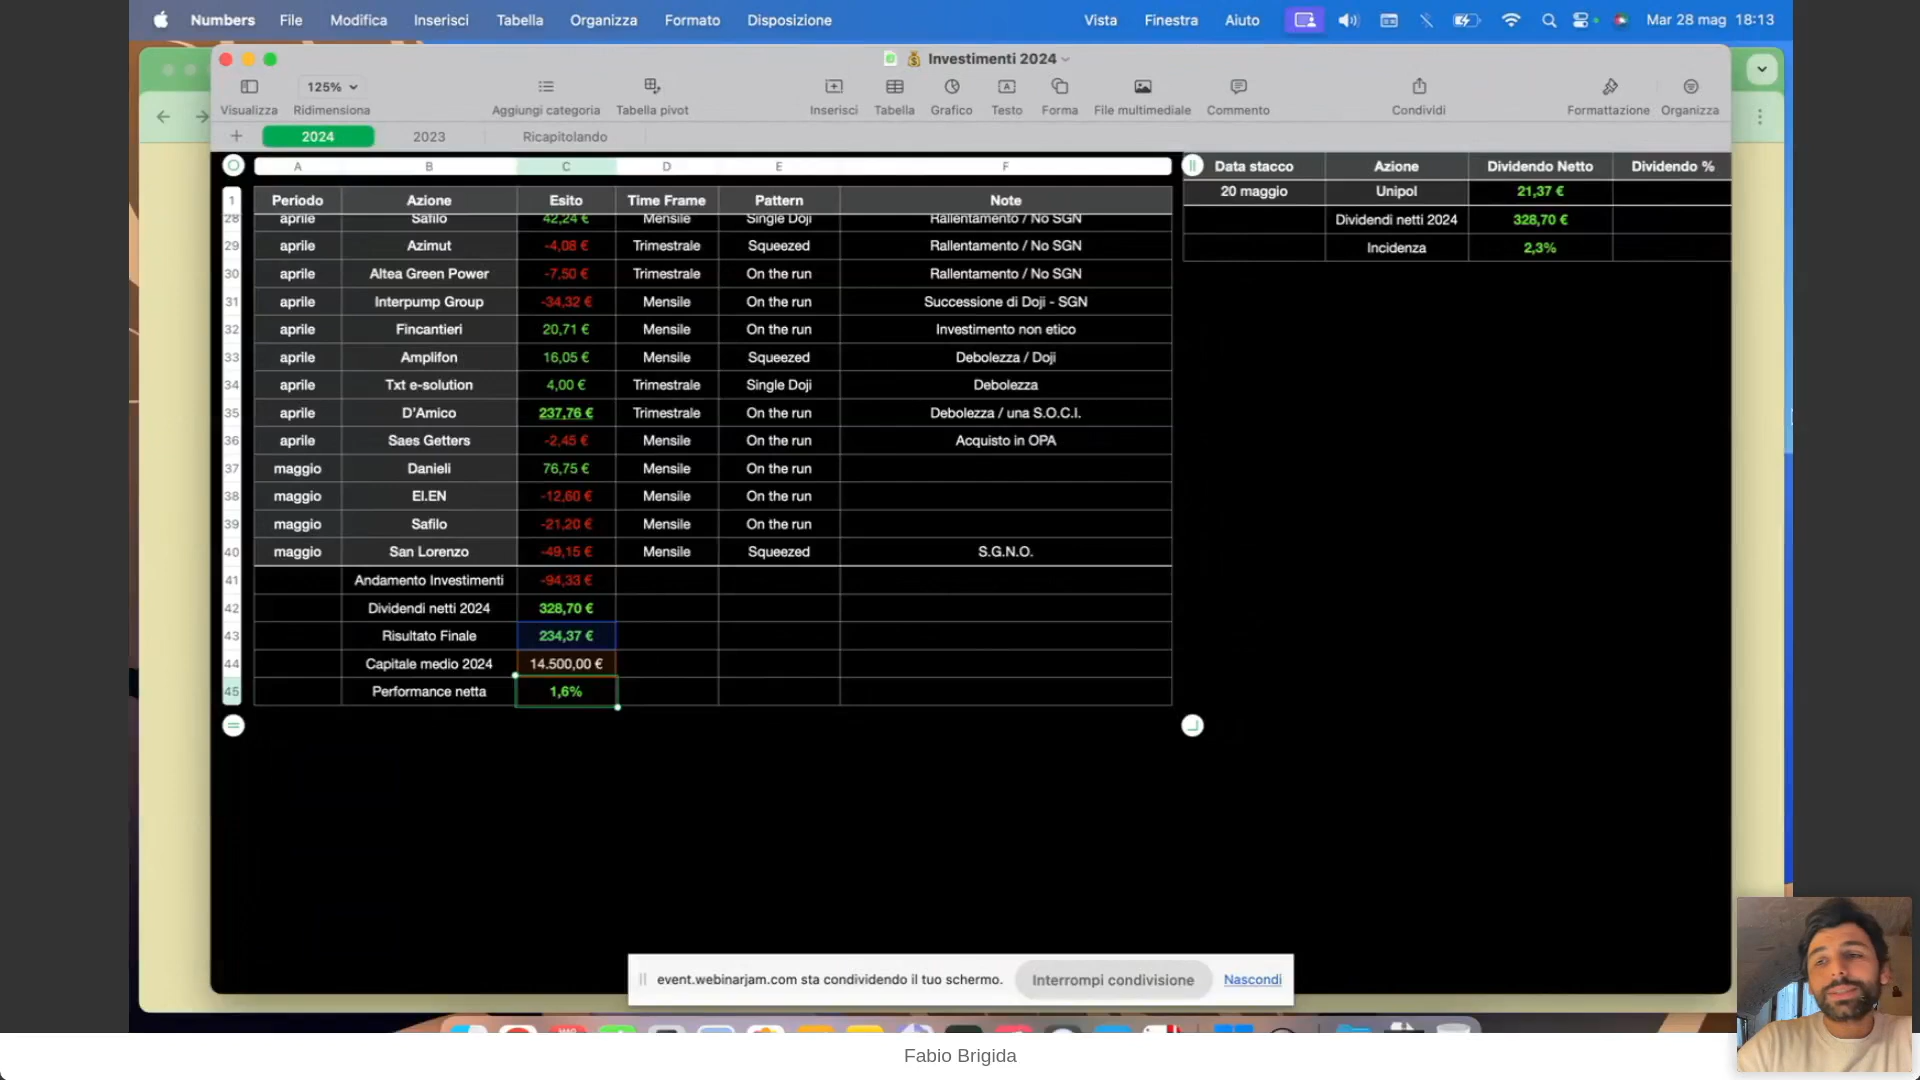 Numbers File Modifica Inserisci Tabella Organizza Formato Disposizione Vista Finestra Aiuto Mar 28 mag 18:13
Investimenti 2024
125%
Visualizza Ridimensiona Aggiungi categoria Tabella pivot Inserisci Tabella Grafico Testo Forma File multimediale Commento Condividi Formattazione Organizza
2024 2023 Ricapitolando
A B C D E F
1 Periodo Azione Esito Time Frame Pattern Note
28 aprile Safilo 42,24 € Mensile Single Doji Rallentamento / No SGN
29 aprile Azimut -4,08 € Trimestrale Squeezed Rallentamento / No SGN
30 aprile Altea Green Power -7,50 € Trimestrale On the run Rallentamento / No SGN
31 aprile Interpump Group -34,32 € Mensile On the run Successione di Doji - SGN
32 aprile Fincantieri 20,71 € Mensile On the run Investimento non etico
33 aprile Amplifon 16,05 € Mensile Squeezed Debolezza / Doji
34 aprile Txt e-solution 4,00 € Trimestrale Single Doji Debolezza
35 aprile D'Amico 237,76 € Trimestrale On the run Debolezza / una S.O.C.I.
36 aprile Saes Getters -2,45 € Mensile On the run Acquisto in OPA
37 maggio Danieli 76,75 € Mensile On the run
38 maggio El.EN -12,60 € Mensile On the run
39 maggio Safilo -21,20 € Mensile On the run
40 maggio San Lorenzo -49,15 € Mensile Squeezed S.G.N.O.
41 Andamento Investimenti -94,33 €
42 Dividendi netti 2024 328,70 €
43 Risultato Finale 234,37 €
44 Capitale medio 2024 14.500,00 €
45 Performance netta 1,6%
Data stacco Azione Dividendo Netto Dividendo %
20 maggio Unipol 21,37 €
Dividendi netti 2024 328,70 €
Incidenza 2,3%
event.webinarjam.com sta condividendo il tuo schermo. Interrompi condivisione Nascondi
Fabio Brigida